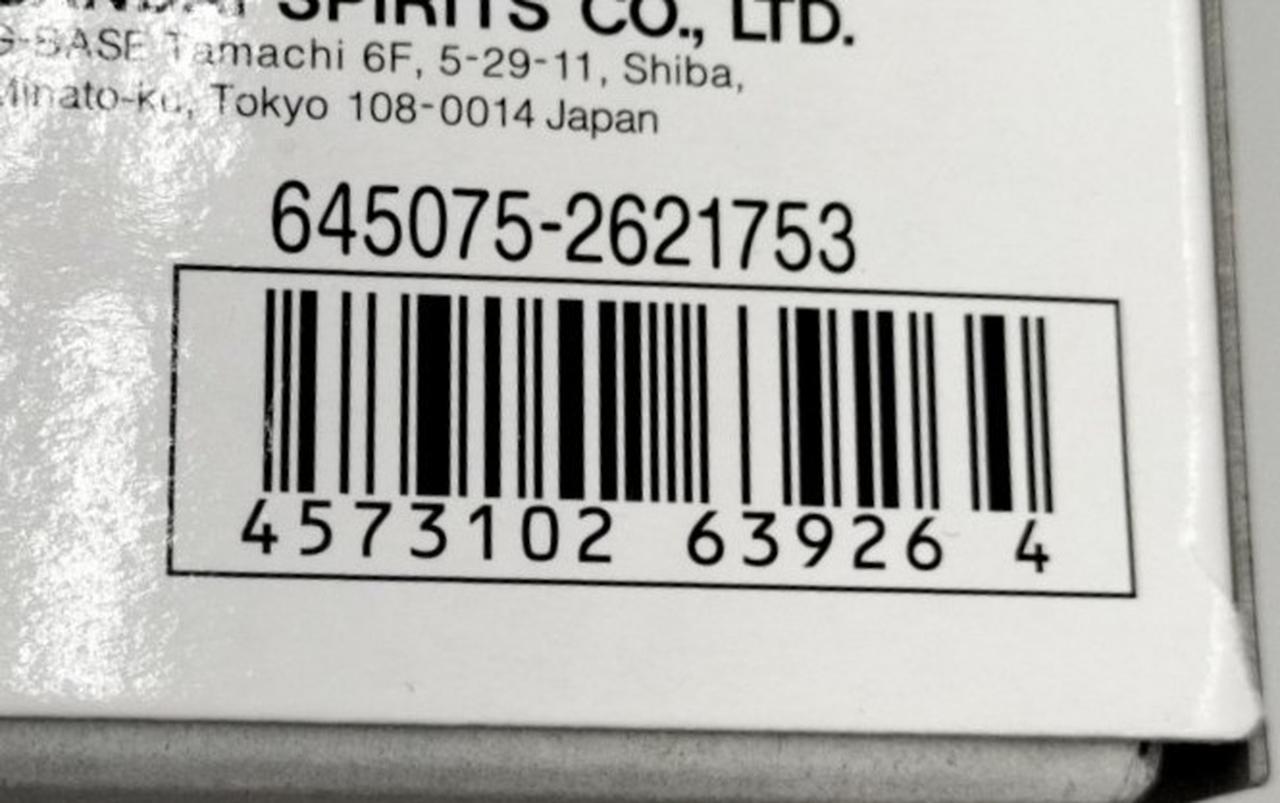 BANDAI SPIRITS CO., LTD.
G-BASE Tamachi 6F, 5-29-11, Shiba,
Minato-ku, Tokyo 108-0014 Japan
645075-2621753
4573102 63926 4